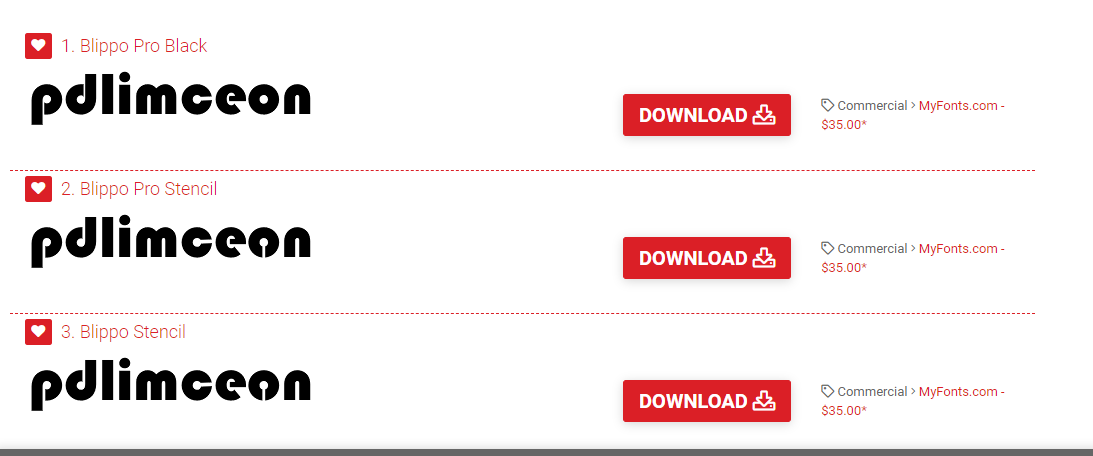 1. Blippo Pro Black
pdlimceon
DOWNLOAD
Commercial › MyFonts.com -
$35.00*
2. Blippo Pro Stencil
pdlimceon
DOWNLOAD
Commercial › MyFonts.com -
$35.00*
3. Blippo Stencil
pdlimceon
DOWNLOAD
Commercial › MyFonts.com -
$35.00*